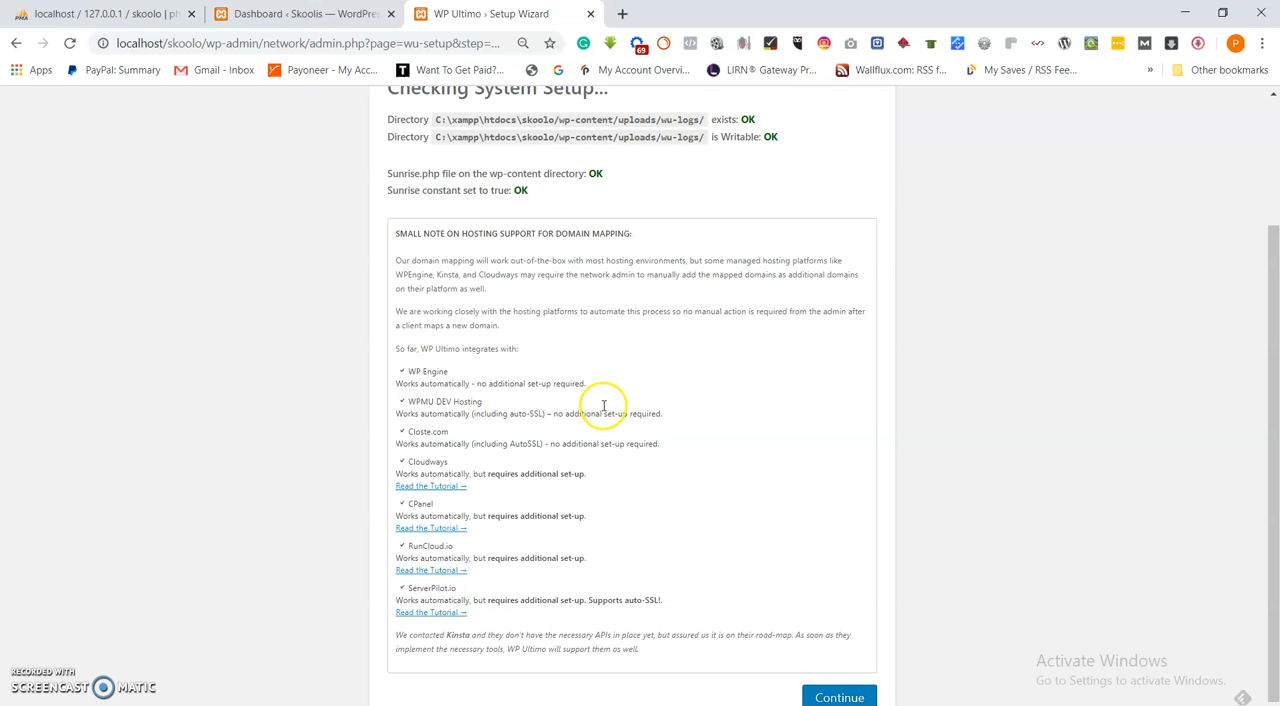 localhost / 127.0.0.1 / skoolo | ph
Dashboard ‹ Skoolis — WordPres
WP Ultimo › Setup Wizard
localhost/skoolo/wp-admin/network/admin.php?page=wu-setup&step=...
69
P
Apps
PayPal: Summary
Gmail - Inbox
Payoneer - My Acc...
Want To Get Paid?...
My Account Overvi...
LIRN® Gateway Pr...
Wallflux.com: RSS f...
My Saves / RSS Fee...
»
Other bookmarks
Checking System Setup...
Directory C:\xampp\htdocs\skoolo/wp-content/uploads/wu-logs/ exists: OK
Directory C:\xampp\htdocs\skoolo/wp-content/uploads/wu-logs/ is Writable: OK
Sunrise.php file on the wp-content directory: OK
Sunrise constant set to true: OK
SMALL NOTE ON HOSTING SUPPORT FOR DOMAIN MAPPING:
Our domain mapping will work out-of-the-box with most hosting environments, but some managed hosting platforms like
WPEngine, Kinsta, and Cloudways may require the network admin to manually add the mapped domains as additional domains
on their platform as well.
We are working closely with the hosting platforms to automate this process so no manual action is required from the admin after
a client maps a new domain.
So far, WP Ultimo integrates with:
✓ WP Engine
Works automatically - no additional set-up required.
✓ WPMU DEV Hosting
Works automatically (including auto-SSL) – no additional set-up required.
✓ Closte.com
Works automatically (including AutoSSL) - no additional set-up required.
✓ Cloudways
Works automatically, but requires additional set-up.
Read the Tutorial →
✓ CPanel
Works automatically, but requires additional set-up.
Read the Tutorial →
✓ RunCloud.io
Works automatically, but requires additional set-up.
Read the Tutorial →
✓ ServerPilot.io
Works automatically, but requires additional set-up. Supports auto-SSL!.
Read the Tutorial →
We contacted Kinsta and they don't have the necessary APIs in place yet, but assured us it is on their road-map. As soon as they
implement the necessary tools, WP Ultimo will support them as well.
Continue
Activate Windows
Go to Settings to activate Windows.
RECORDED WITH
SCREENCAST MATIC